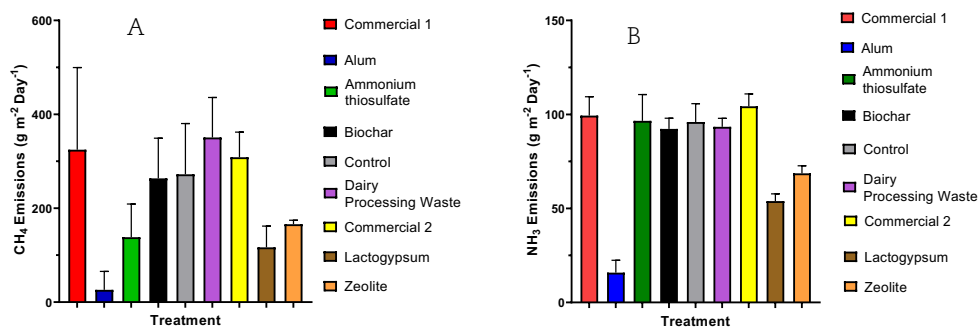 A
CH₄ Emissions (g m⁻² Day⁻¹)
600
400
200
0
Treatment
Commercial 1
Alum
Ammonium
thiosulfate
Biochar
Control
Dairy
Processing Waste
Commercial 2
Lactogypsum
Zeolite
B
NH₃ Emissions (g m⁻² Day⁻¹)
150
100
50
0
Treatment
Commercial 1
Alum
Ammonium
thiosulfate
Biochar
Control
Dairy
Processing Waste
Commercial 2
Lactogypsum
Zeolite